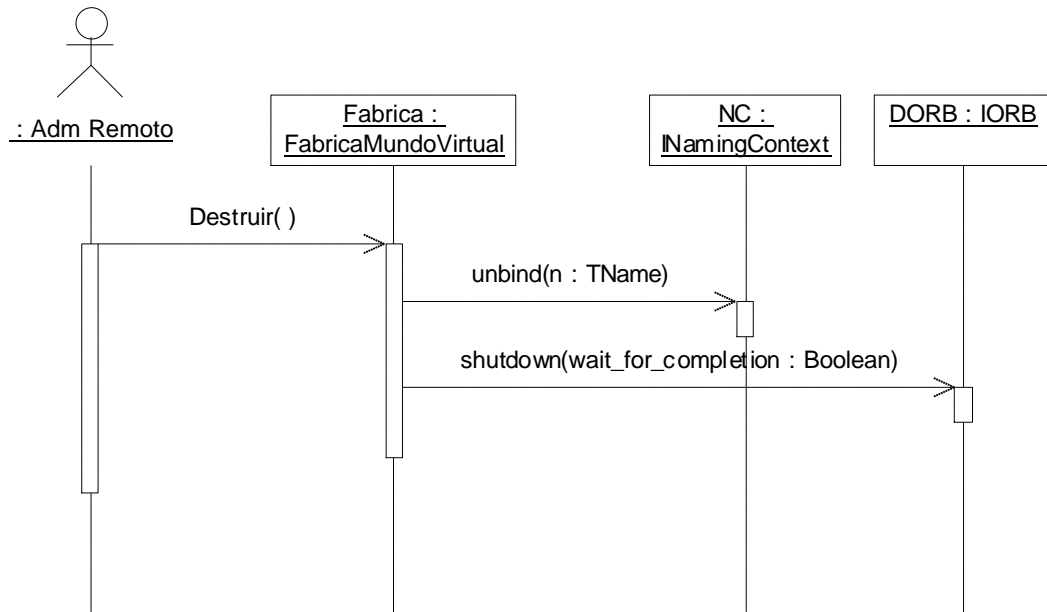 : Adm Remoto
Fabrica :
FabricaMundoVirtual
NC :
INamingContext
DORB : IORB
Destruir( )
unbind(n : TName)
shutdown(wait_for_completion : Boolean)